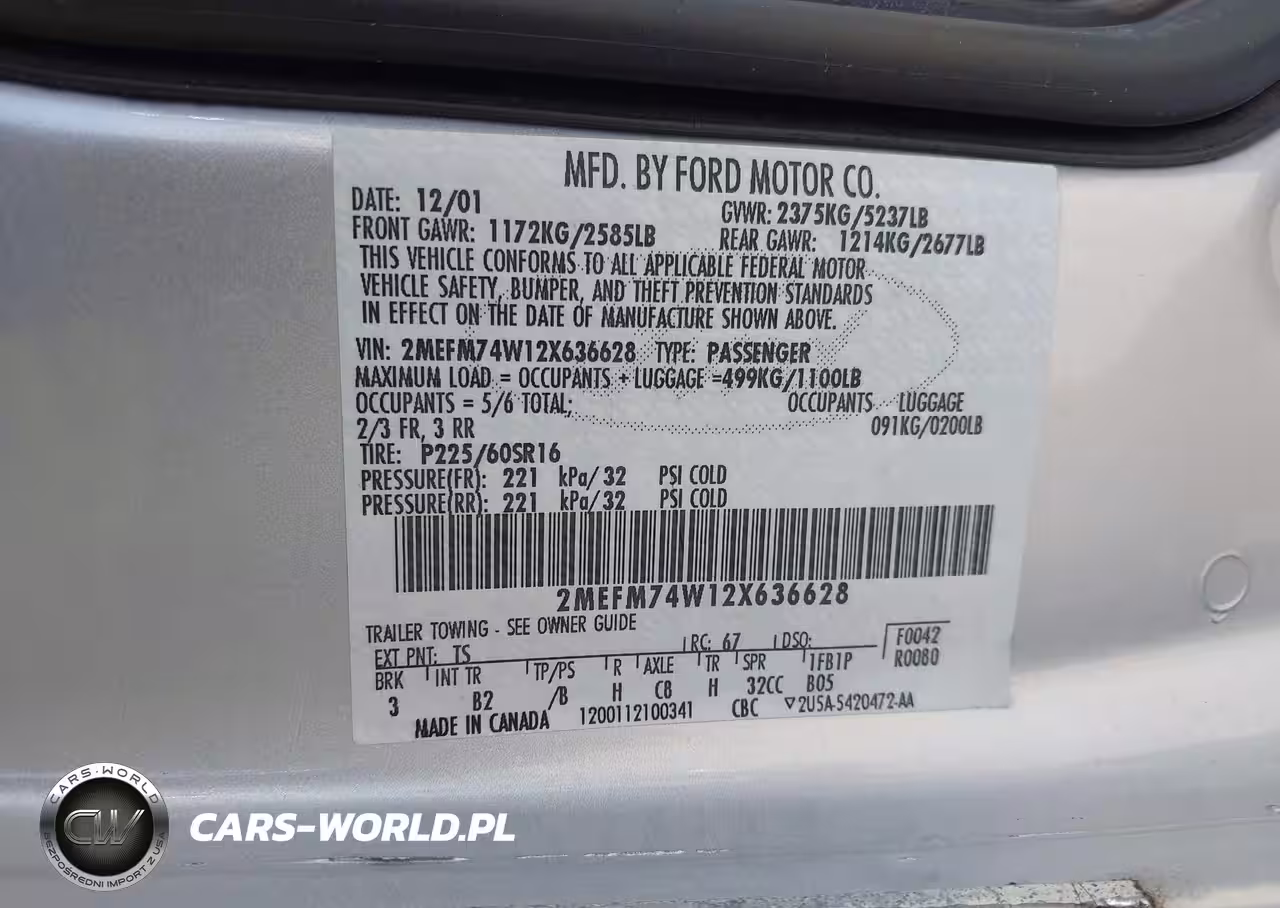 MFD. BY FORD MOTOR CO.
DATE: 12/01 GVWR: 2375KG/5237LB
FRONT GAWR: 1172KG/2585LB REAR GAWR: 1214KG/2677LB
THIS VEHICLE CONFORMS TO ALL APPLICABLE FEDERAL MOTOR
VEHICLE SAFETY, BUMPER, AND THEFT PREVENTION STANDARDS
IN EFFECT ON THE DATE OF MANUFACTURE SHOWN ABOVE.
VIN: 2MEFM74W12X636628 TYPE: PASSENGER
MAXIMUM LOAD = OCCUPANTS + LUGGAGE =499KG/1100LB
OCCUPANTS = 5/6 TOTAL; OCCUPANTS LUGGAGE
2/3 FR, 3 RR 091KG/0200LB
TIRE: P225/60SR16
PRESSURE(FR): 221 kPa/32 PSI COLD
PRESSURE(RR): 221 kPa/32 PSI COLD
2MEFM74W12X636628
TRAILER TOWING - SEE OWNER GUIDE
EXT PNT: TS RC: 67 DSO: F0042
BRK INT TR TP/PS R AXLE TR SPR 1FB1P R0080
3 B2 /B H C8 H 32CC B05
MADE IN CANADA 1200112100341 CBC ▽2U5A-5420472-AA
CARS-WORLD
CW
BEZPOŚREDNI IMPORT Z USA
CARS-WORLD.PL